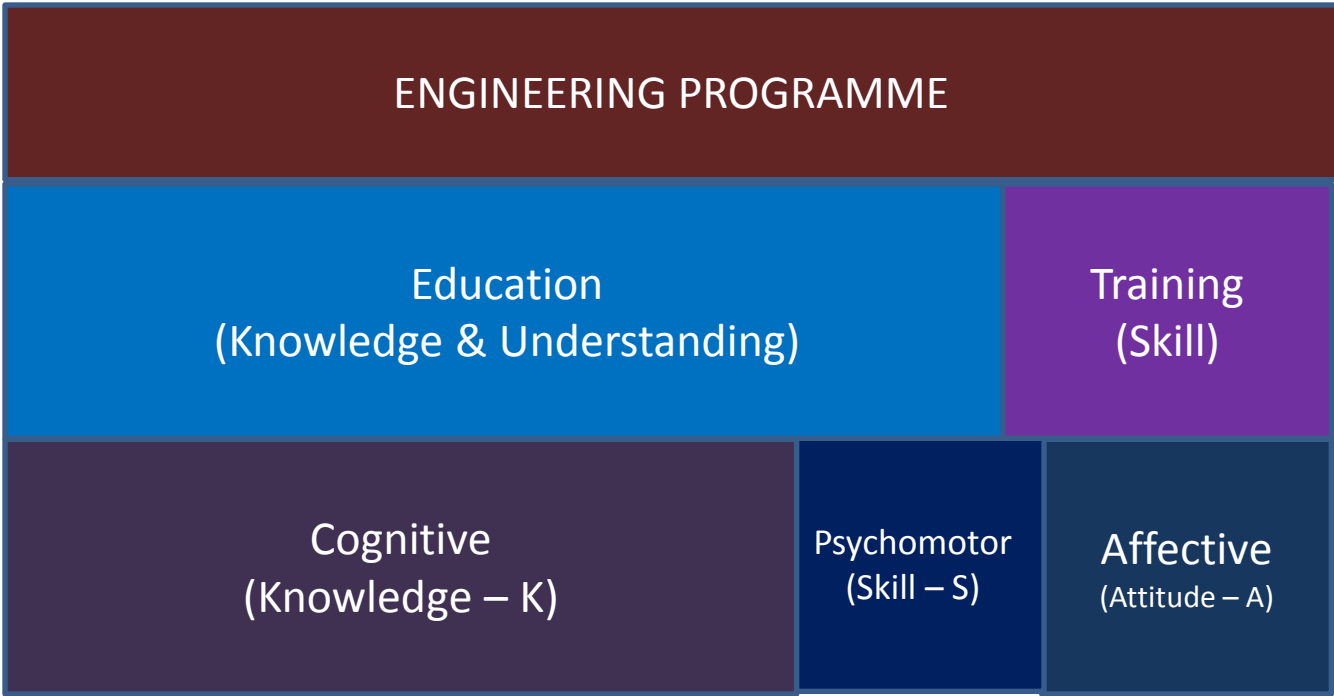 ENGINEERING PROGRAMME
Education
(Knowledge & Understanding)
Training
(Skill)
Cognitive
(Knowledge – K)
Psychomotor
(Skill – S)
Affective
(Attitude – A)